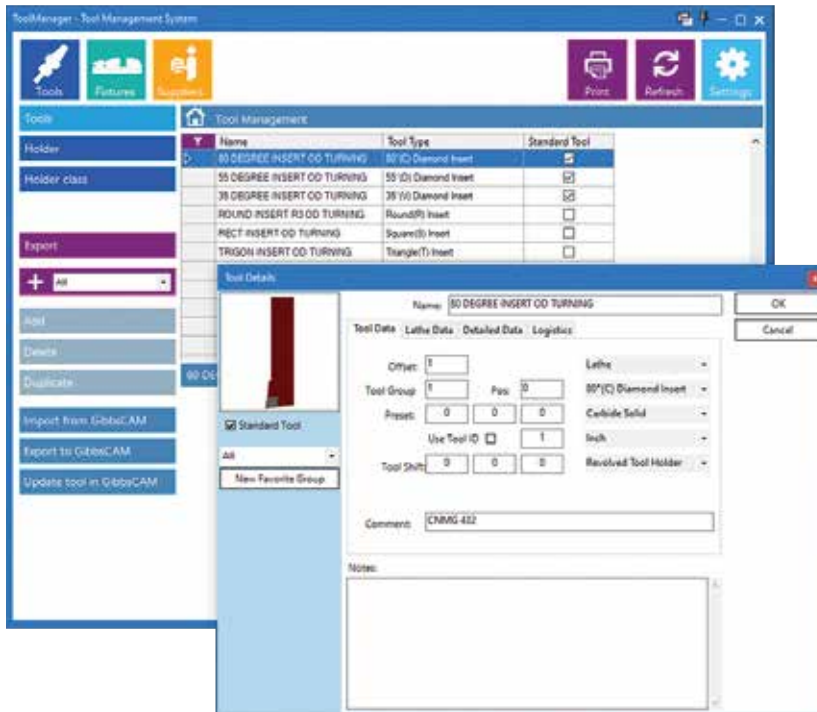 ToolManager - Tool Management System
Tools
Fixtures
Suppliers
Print
Refresh
Settings
Tools
Tool Management
Holder
Holder class
Export
All
Add
Delete
Duplicate
Import from GibbsCAM
Export to GibbsCAM
Update tool in GibbsCAM
Name Tool Type Standard Tool
80 DEGREE INSERT OD TURNING 80°(C) Diamond Insert
55 DEGREE INSERT OD TURNING 55°(D) Diamond Insert
35 DEGREE INSERT OD TURNING 35°(V) Diamond Insert
ROUND INSERT R3 OD TURNING Round(R) Insert
RECT INSERT OD TURNING Square(S) Insert
TRIGON INSERT OD TURNING Triangle(T) Insert
80 DE
Tool Details
Name: 80 DEGREE INSERT OD TURNING
OK
Cancel
Tool Data Lathe Data Detailed Data Logistics
Offset: 1 Lathe
Tool Group: 1 Pos: 0 80°(C) Diamond Insert
Preset: 0 0 0 Carbide Solid
Use Tool ID 1 Inch
Tool Shift: 0 0 0 Revolved Tool Holder
Standard Tool
All
New Favorite Group
Comment: CNMG 432
Notes: